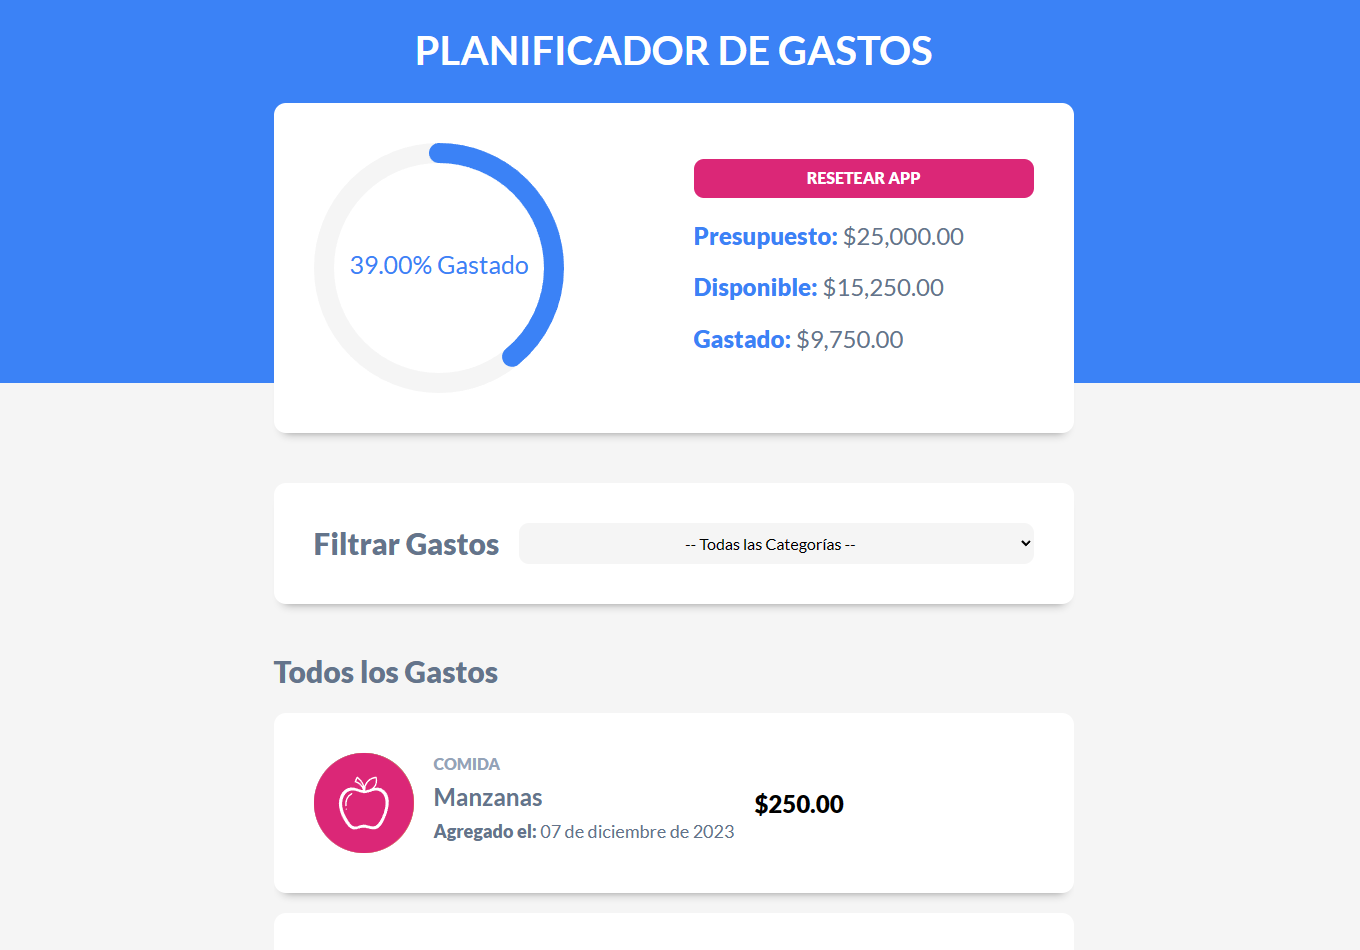 PLANIFICADOR DE GASTOS
39.00% Gastado
RESETEAR APP
Presupuesto: $25,000.00
Disponible: $15,250.00
Gastado: $9,750.00
Filtrar Gastos
-- Todas las Categorías --
Todos los Gastos
COMIDA
Manzanas
Agregado el: 07 de diciembre de 2023
$250.00